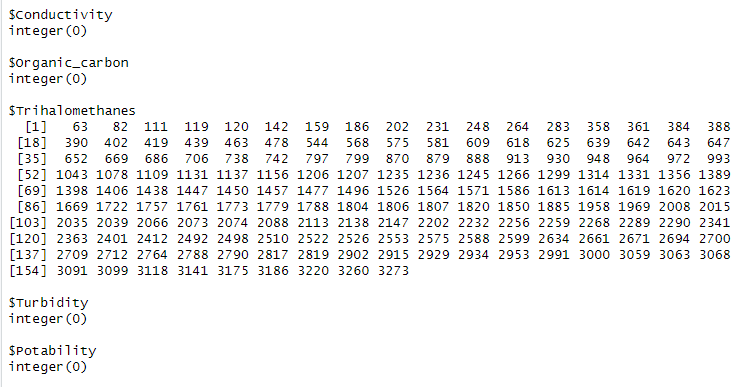 $Conductivity
integer(0)
$Organic_carbon
integer(0)
$Trihalomethanes
[1] 63 82 111 119 120 142 159 186 202 231 248 264 283 358 361 384 388
[18] 390 402 419 439 463 478 544 568 575 581 609 618 625 639 642 643 647
[35] 652 669 686 706 738 742 797 799 870 879 888 913 930 948 964 972 993
[52] 1043 1078 1109 1131 1137 1156 1206 1207 1235 1236 1245 1266 1299 1314 1331 1356 1389
[69] 1398 1406 1438 1447 1450 1457 1477 1496 1526 1564 1571 1586 1613 1614 1619 1620 1623
[86] 1669 1722 1757 1761 1773 1779 1788 1804 1806 1807 1820 1850 1885 1958 1969 2008 2015
[103] 2035 2039 2066 2073 2074 2088 2113 2138 2147 2202 2232 2256 2259 2268 2289 2290 2341
[120] 2363 2401 2412 2492 2498 2510 2522 2526 2553 2575 2588 2599 2634 2661 2671 2694 2700
[137] 2709 2712 2764 2788 2790 2817 2819 2902 2915 2929 2934 2953 2991 3000 3059 3063 3068
[154] 3091 3099 3118 3141 3175 3186 3220 3260 3273
$Turbidity
integer(0)
$Potability
integer(0)